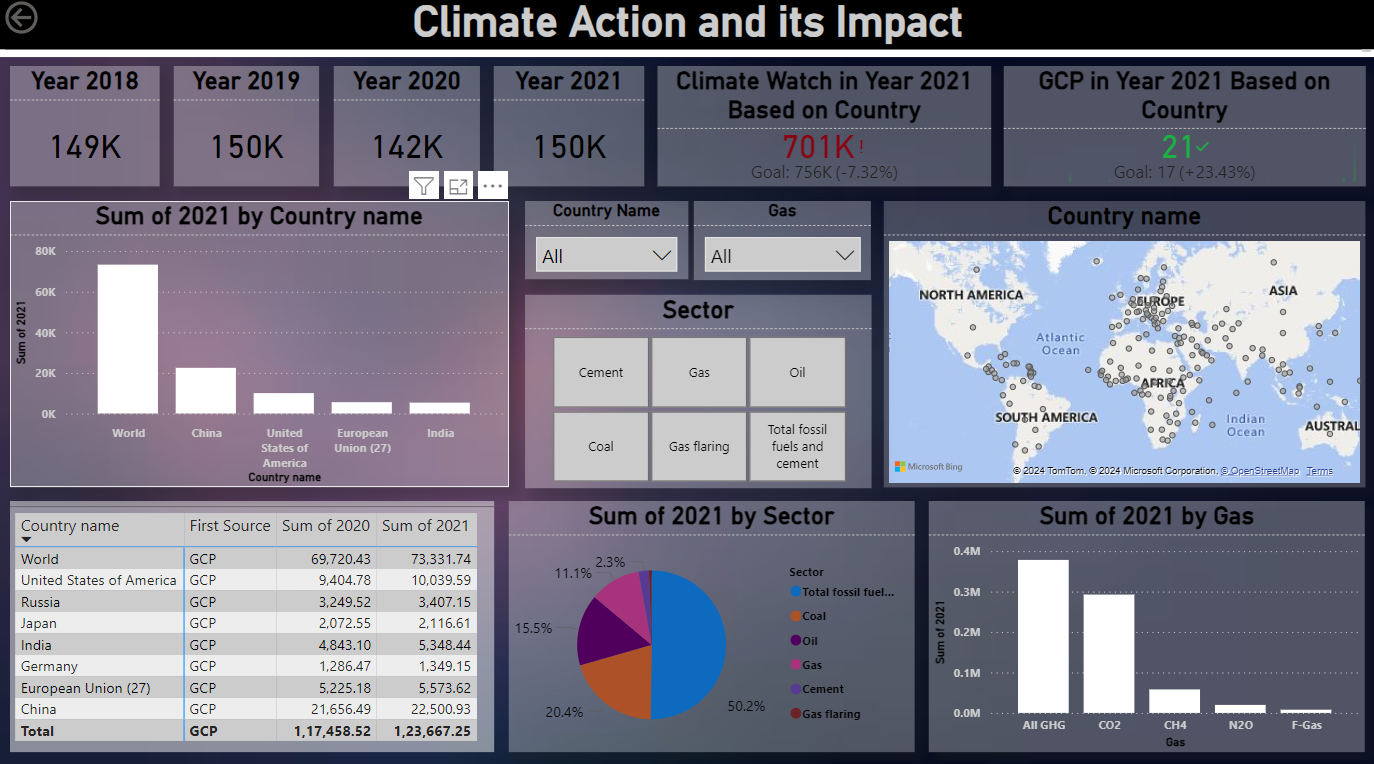 Climate Action and its Impact
Year 2018
149K
Year 2019
150K
Year 2020
142K
Year 2021
150K
Climate Watch in Year 2021
Based on Country
701K!
Goal: 756K (-7.32%)
GCP in Year 2021 Based on
Country
21
Goal: 17 (+23.43%)
Sum of 2021 by Country name
Sum of 2021
80K
60K
40K
20K
0K
World
China
United
States of
America
European
Union (27)
India
Country name
Country Name
All
Gas
All
Sector
Cement
Gas
Oil
Coal
Gas flaring
Total fossil
fuels and
cement
Country name
NORTH AMERICA
EUROPE
ASIA
Atlantic
Ocean
AFRICA
SOUTH AMERICA
Indian
Ocean
AUSTRAL
Microsoft Bing
© 2024 TomTom, © 2024 Microsoft Corporation, © OpenStreetMap Terms
Country name First Source Sum of 2020 Sum of 2021
World GCP 69,720.43 73,331.74
United States of America GCP 9,404.78 10,039.59
Russia GCP 3,249.52 3,407.15
Japan GCP 2,072.55 2,116.61
India GCP 4,843.10 5,348.44
Germany GCP 1,286.47 1,349.15
European Union (27) GCP 5,225.18 5,573.62
China GCP 21,656.49 22,500.93
Total GCP 1,17,458.52 1,23,667.25
Sum of 2021 by Sector
2.3%
11.1%
15.5%
20.4%
50.2%
Sector
Total fossil fuel...
Coal
Oil
Gas
Cement
Gas flaring
Sum of 2021 by Gas
Sum of 2021
0.4M
0.3M
0.2M
0.1M
0.0M
All GHG
CO2
CH4
N2O
F-Gas
Gas